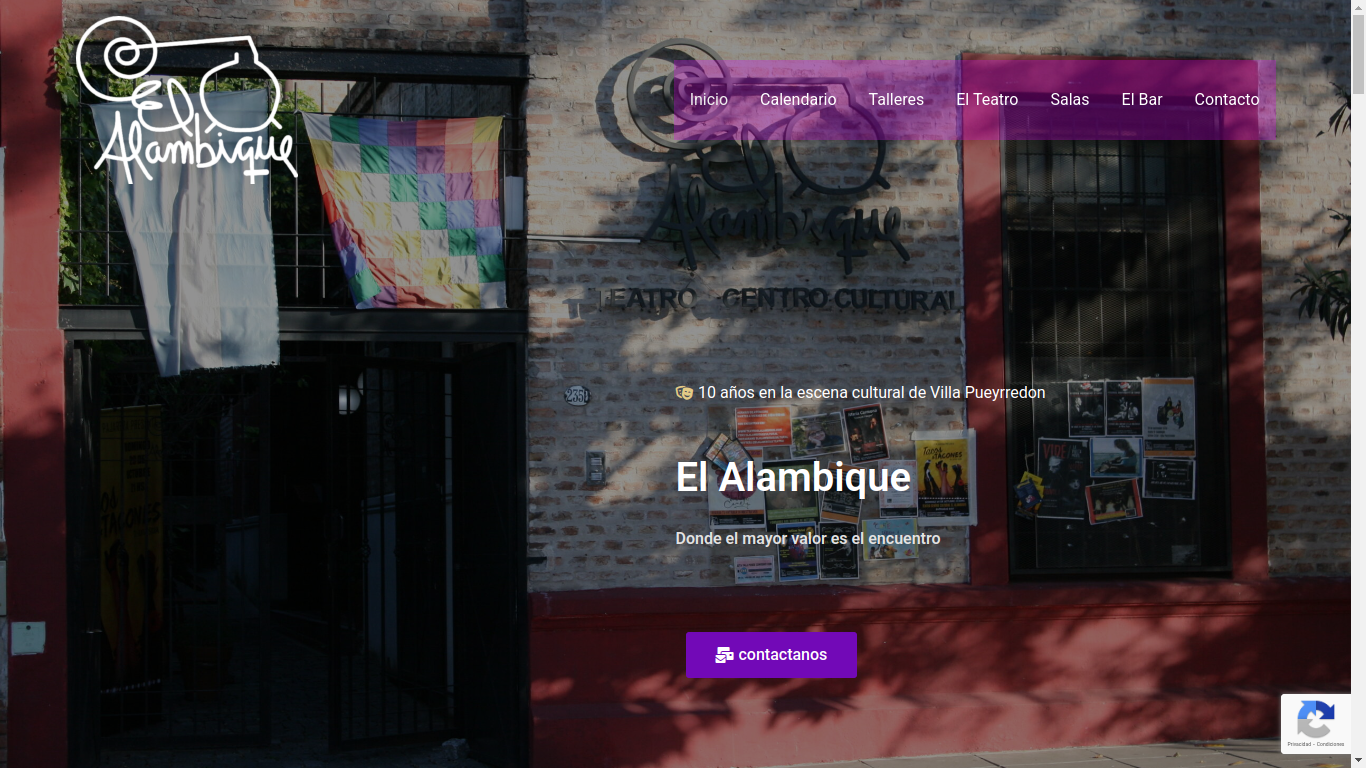 El
Alambique
Inicio Calendario Talleres El Teatro Salas El Bar Contacto
El
Alambique
TEATRO - CENTRO CULTURAL
10 años en la escena cultural de Villa Pueyrredon
El Alambique
Donde el mayor valor es el encuentro
contactanos
Privacidad - Condiciones